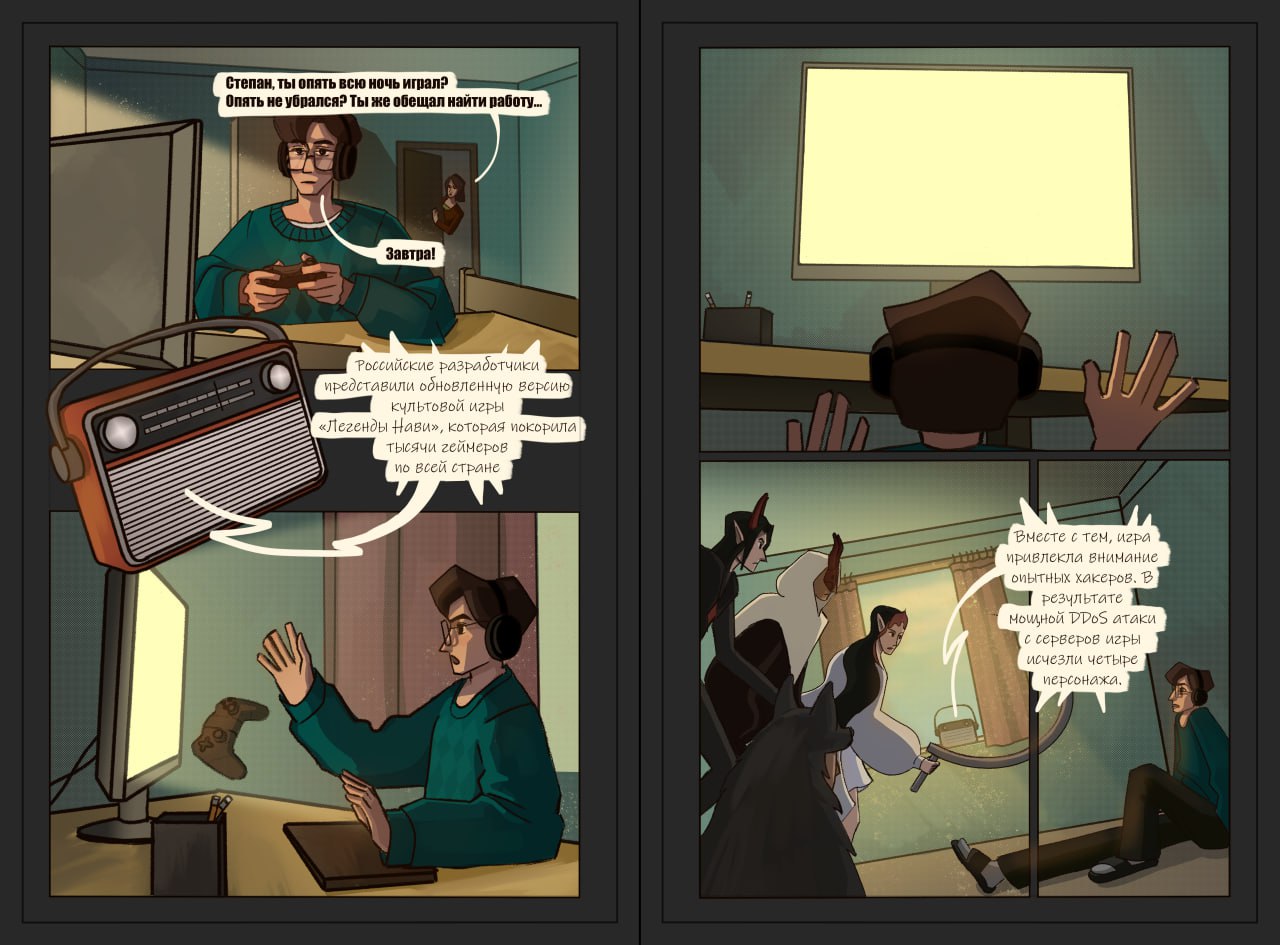 Степан, ты опять всю ночь играл?
Опять не убрался? Ты же обещал найти работу...
Завтра!
Российские разработчики
представили обновленную версию
культовой игры
«Легенды Нави», которая покорила
тысячи геймеров
по всей стране
Вместе с тем, игра
привлекла внимание
опытных хакеров. В
результате
мощной DDoS атаки
с серверов игры
исчезли четыре
персонажа.